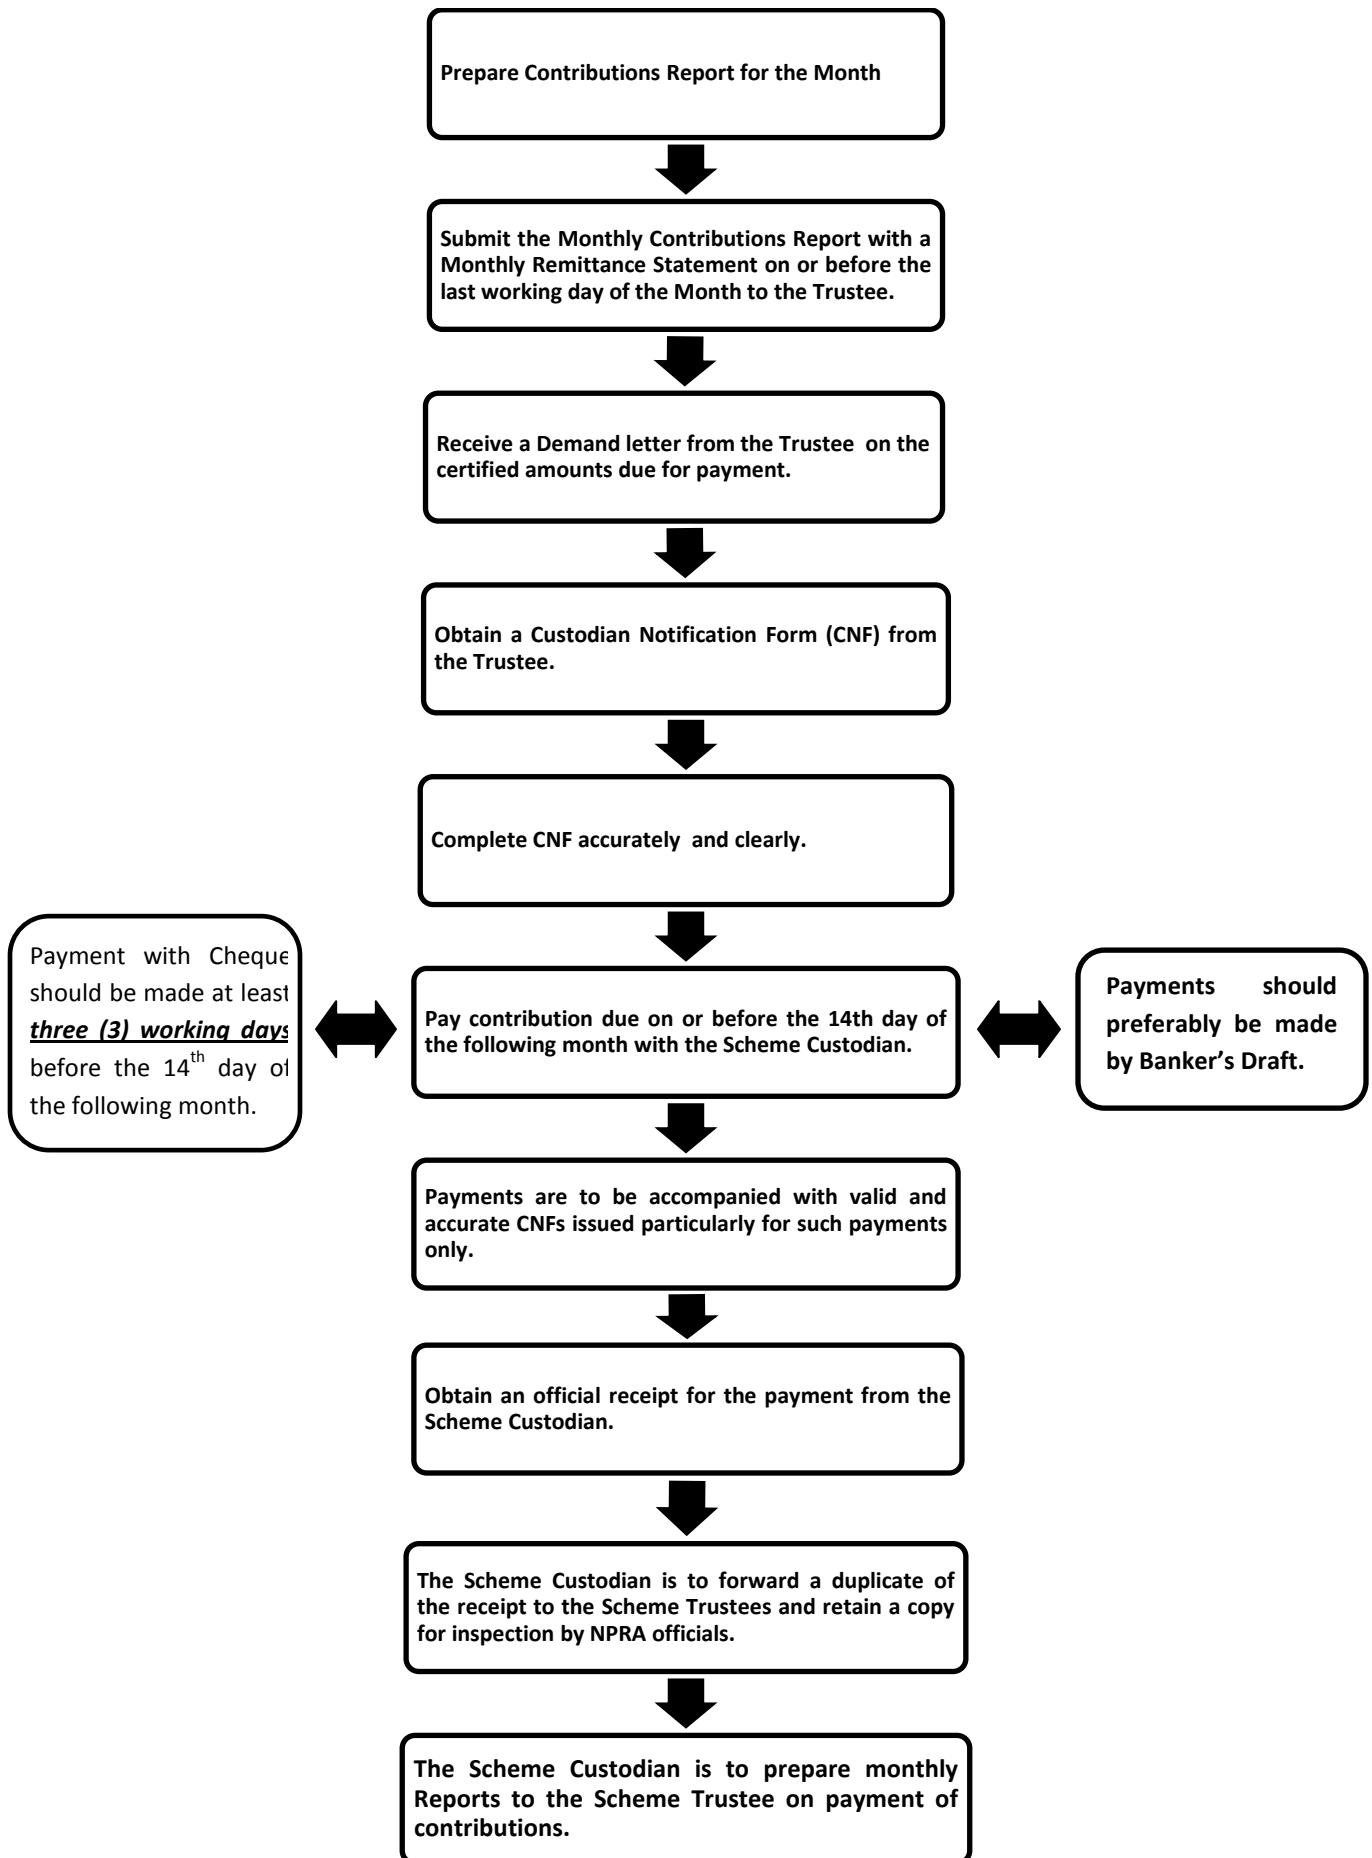 Prepare Contributions Report for the Month
Submit the Monthly Contributions Report with a
Monthly Remittance Statement on or before the
last working day of the Month to the Trustee.
Receive a Demand letter from the Trustee on the
certified amounts due for payment.
Obtain a Custodian Notification Form (CNF) from
the Trustee.
Complete CNF accurately and clearly.
Payment with Cheque
should be made at least
three (3) working days
before the 14th day of
the following month.
Pay contribution due on or before the 14th day of
the following month with the Scheme Custodian.
Payments should
preferably be made
by Banker’s Draft.
Payments are to be accompanied with valid and
accurate CNFs issued particularly for such payments
only.
Obtain an official receipt for the payment from the
Scheme Custodian.
The Scheme Custodian is to forward a duplicate of
the receipt to the Scheme Trustees and retain a copy
for inspection by NPRA officials.
The Scheme Custodian is to prepare monthly
Reports to the Scheme Trustee on payment of
contributions.